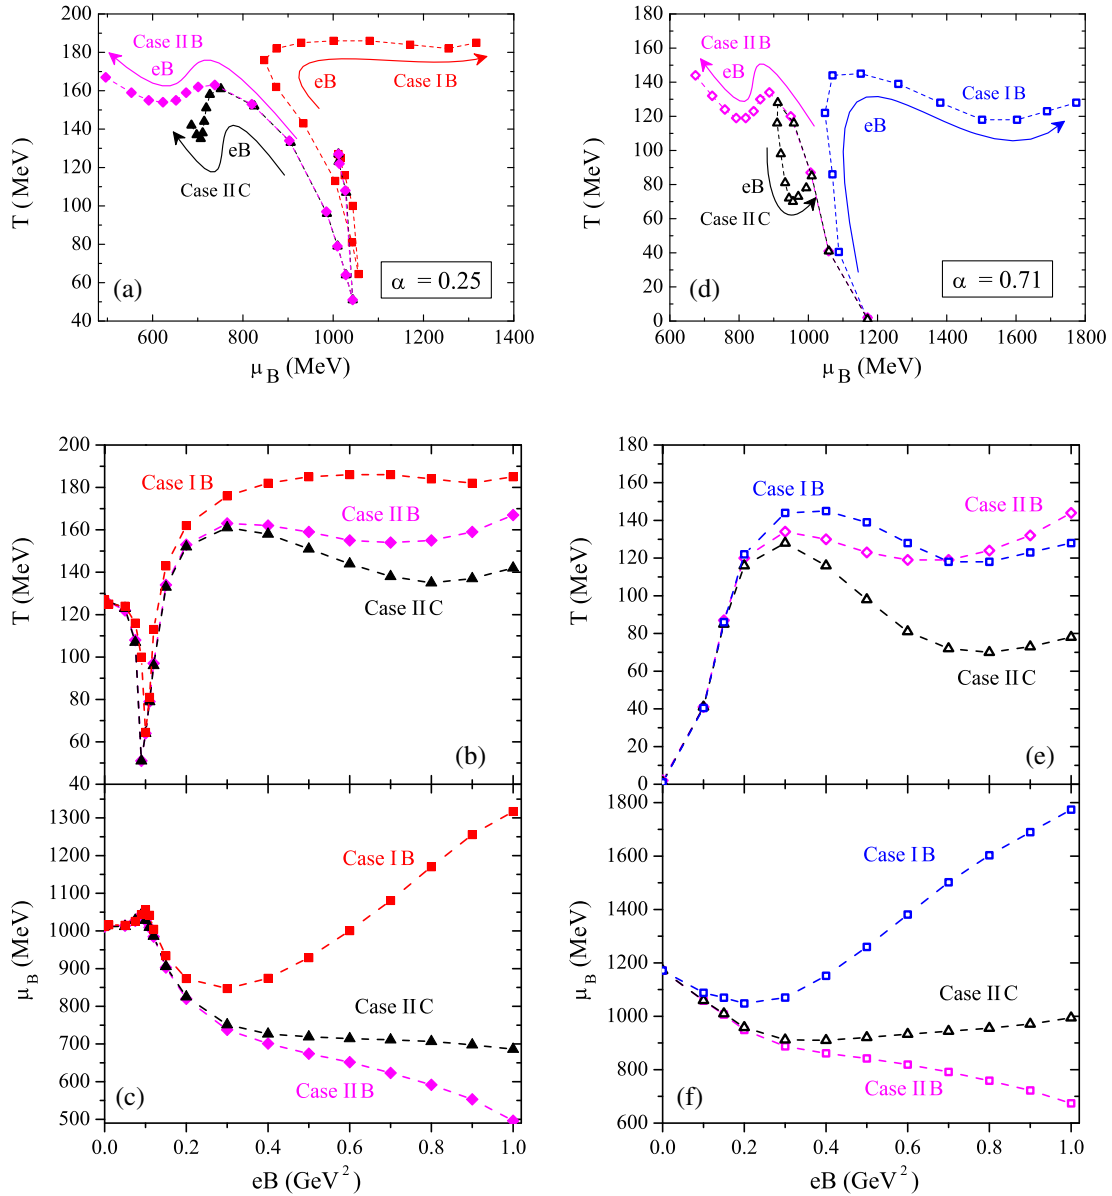 200
180
160
140
120
100
80
60
40
T (MeV)
Case II B
eB
eB
Case I B
eB
Case II C
(a)
α = 0.25
600 800 1000 1200 1400
μB (MeV)
180
160
140
120
100
80
60
40
20
0
T (MeV)
Case II B
eB
Case I B
eB
eB
Case II C
(d)
α = 0.71
600 800 1000 1200 1400 1600 1800
μB (MeV)
200
180
160
140
120
100
80
60
40
T (MeV)
Case I B
Case II B
Case II C
(b)
1300
1200
1100
1000
900
800
700
600
500
μB (MeV)
Case I B
Case II C
Case II B
(c)
0.0 0.2 0.4 0.6 0.8 1.0
eB (GeV²)
180
160
140
120
100
80
60
40
20
0
T (MeV)
Case I B
Case II B
Case II C
(e)
1800
1600
1400
1200
1000
800
600
μB (MeV)
Case I B
Case II C
Case II B
(f)
0.0 0.2 0.4 0.6 0.8 1.0
eB (GeV²)